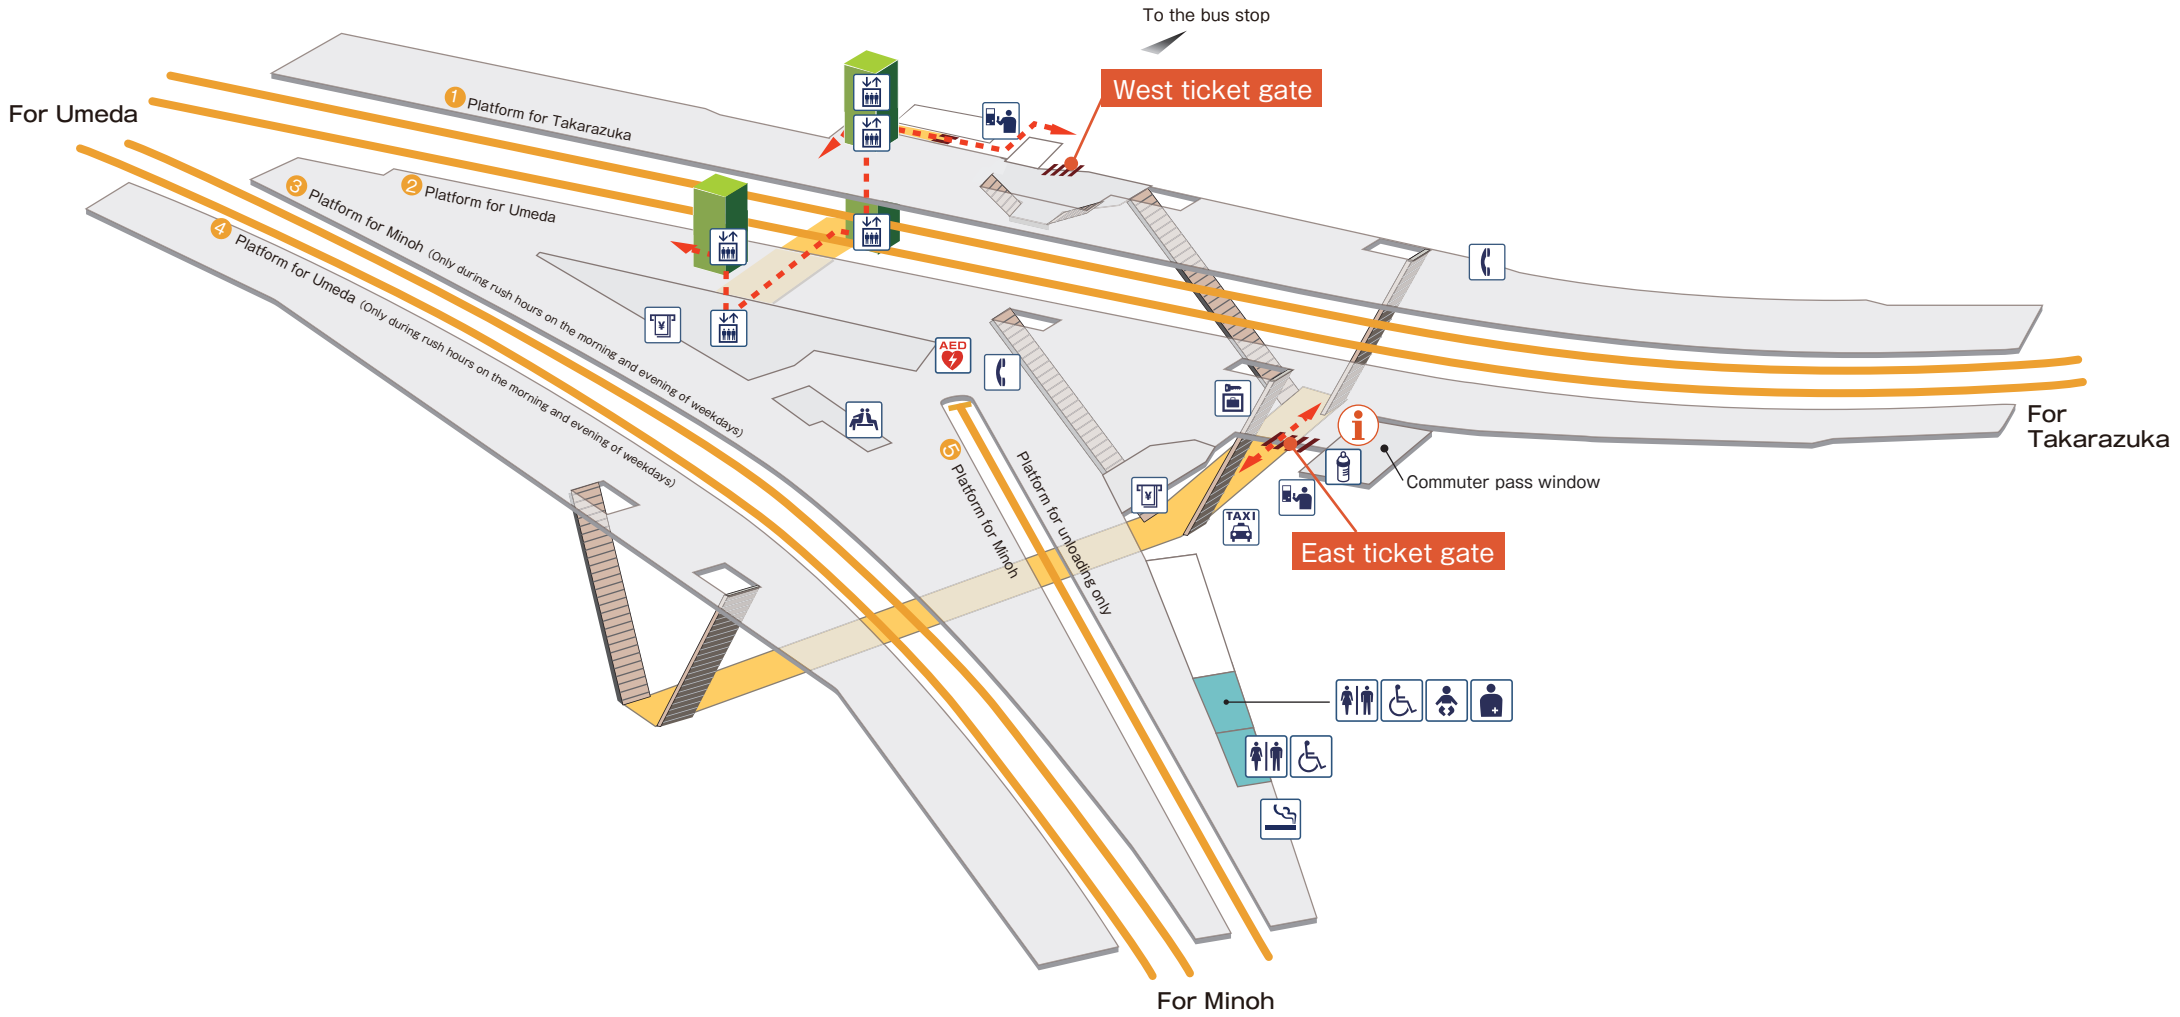 To the bus stop
West ticket gate
For Umeda
1 Platform for Takarazuka
2 Platform for Umeda
3 Platform for Minoh (Only during rush hours on the morning and evening of weekdays)
4 Platform for Umeda (Only during rush hours on the morning and evening of weekdays)
¥
AED
i
For
Takarazuka
5 Platform for Minoh
Platform for unloading only
¥
Commuter pass window
TAXI
East ticket gate
For Minoh